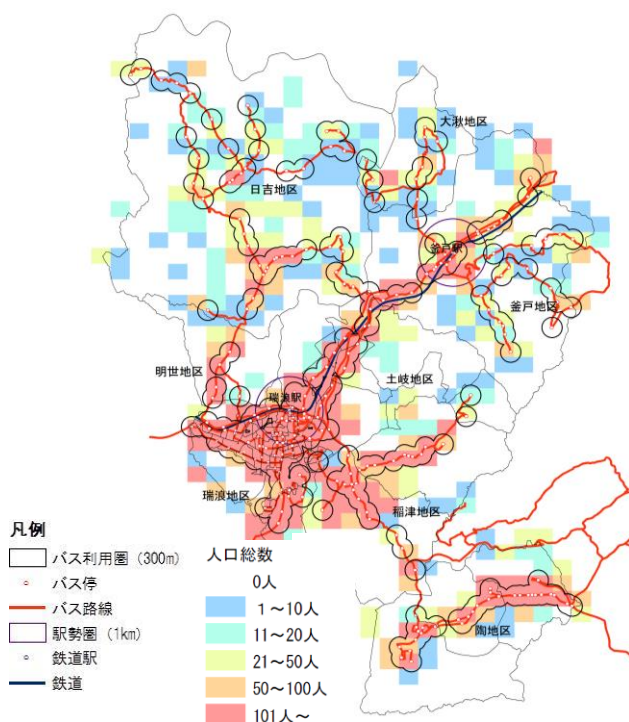 大湫地区
日吉地区
釜戸駅
釜戸地区
明世地区
土岐地区
瑞浪駅
瑞浪地区
稲津地区
陶地区
凡例
バス利用圏（300m）
バス停
バス路線
駅勢圏（1km）
鉄道駅
鉄道
人口総数
0人
1～10人
11～20人
21～50人
50～100人
101人～